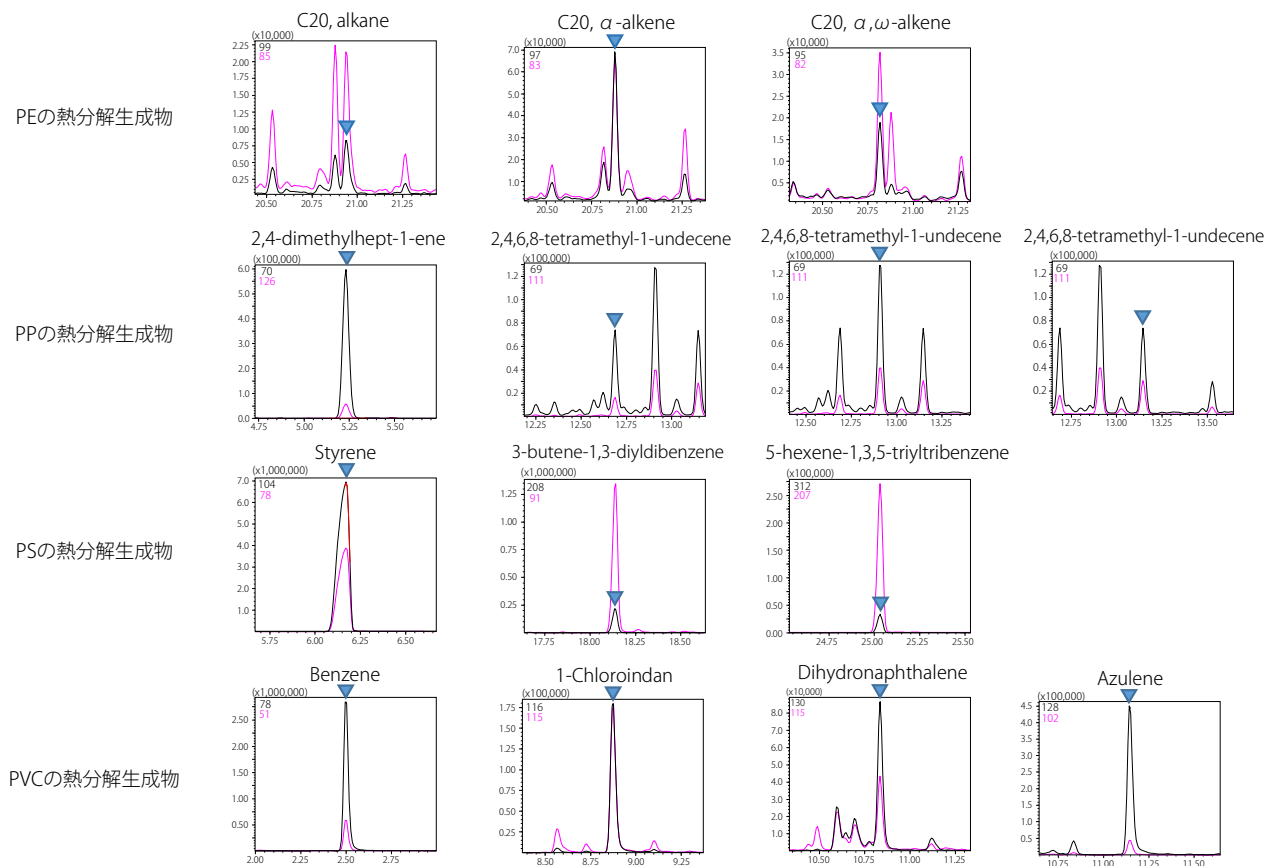 C20, alkane
C20, α-alkene
C20, α,ω-alkene
PEの熱分解生成物
(x10,000)
99
85
2.25
2.00
1.75
1.50
1.25
1.00
0.75
0.50
0.25
20.50 20.75 21.00 21.25
(x10,000)
97
83
7.0
6.0
5.0
4.0
3.0
2.0
1.0
20.50 20.75 21.00 21.25
(x10,000)
95
82
3.5
3.0
2.5
2.0
1.5
1.0
0.5
20.50 20.75 21.00 21.25
2,4-dimethylhept-1-ene
2,4,6,8-tetramethyl-1-undecene
2,4,6,8-tetramethyl-1-undecene
2,4,6,8-tetramethyl-1-undecene
PPの熱分解生成物
(x100,000)
70
126
6.0
5.0
4.0
3.0
2.0
1.0
0.0
4.75 5.00 5.25 5.50
(x100,000)
69
111
1.2
1.0
0.8
0.6
0.4
0.2
12.25 12.50 12.75 13.00
(x100,000)
69
111
1.2
1.0
0.8
0.6
0.4
0.2
12.50 12.75 13.00 13.25
(x100,000)
69
111
1.2
1.0
0.8
0.6
0.4
0.2
12.75 13.00 13.25 13.50
Styrene
3-butene-1,3-diyldibenzene
5-hexene-1,3,5-triyltribenzene
PSの熱分解生成物
(x1,000,000)
104
78
7.0
6.0
5.0
4.0
3.0
2.0
1.0
5.75 6.00 6.25 6.50
(x1,000,000)
208
91
1.25
1.00
0.75
0.50
0.25
17.75 18.00 18.25 18.50
(x100,000)
312
207
2.50
2.00
1.50
1.00
0.50
0.00
24.75 25.00 25.25 25.50
Benzene
1-Chloroindan
Dihydronaphthalene
Azulene
PVCの熱分解生成物
(x1,000,000)
78
51
2.50
2.00
1.50
1.00
0.50
2.00 2.25 2.50 2.75
(x100,000)
116
115
1.75
1.50
1.25
1.00
0.75
0.50
0.25
8.50 8.75 9.00 9.25
(x10,000)
130
115
8.0
7.0
6.0
5.0
4.0
3.0
2.0
1.0
10.50 10.75 11.00 11.25
(x100,000)
128
102
4.5
4.0
3.5
3.0
2.5
2.0
1.5
1.0
0.5
10.75 11.00 11.25 11.50